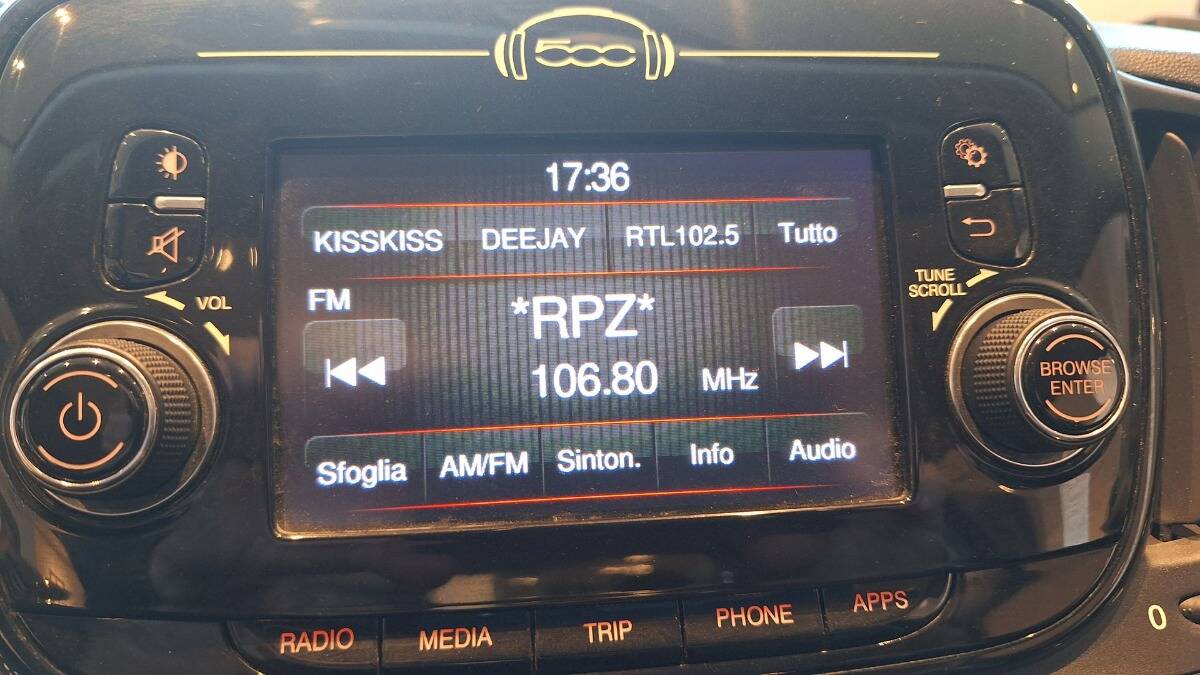 500
17:36
KISSKISS DEEJAY RTL102.5 Tutto
VOL
TUNE
SCROLL
FM
*RPZ*
106.80 MHz
BROWSE
ENTER
Sfoglia AM/FM Sinton. Info Audio
RADIO MEDIA TRIP PHONE APPS
0